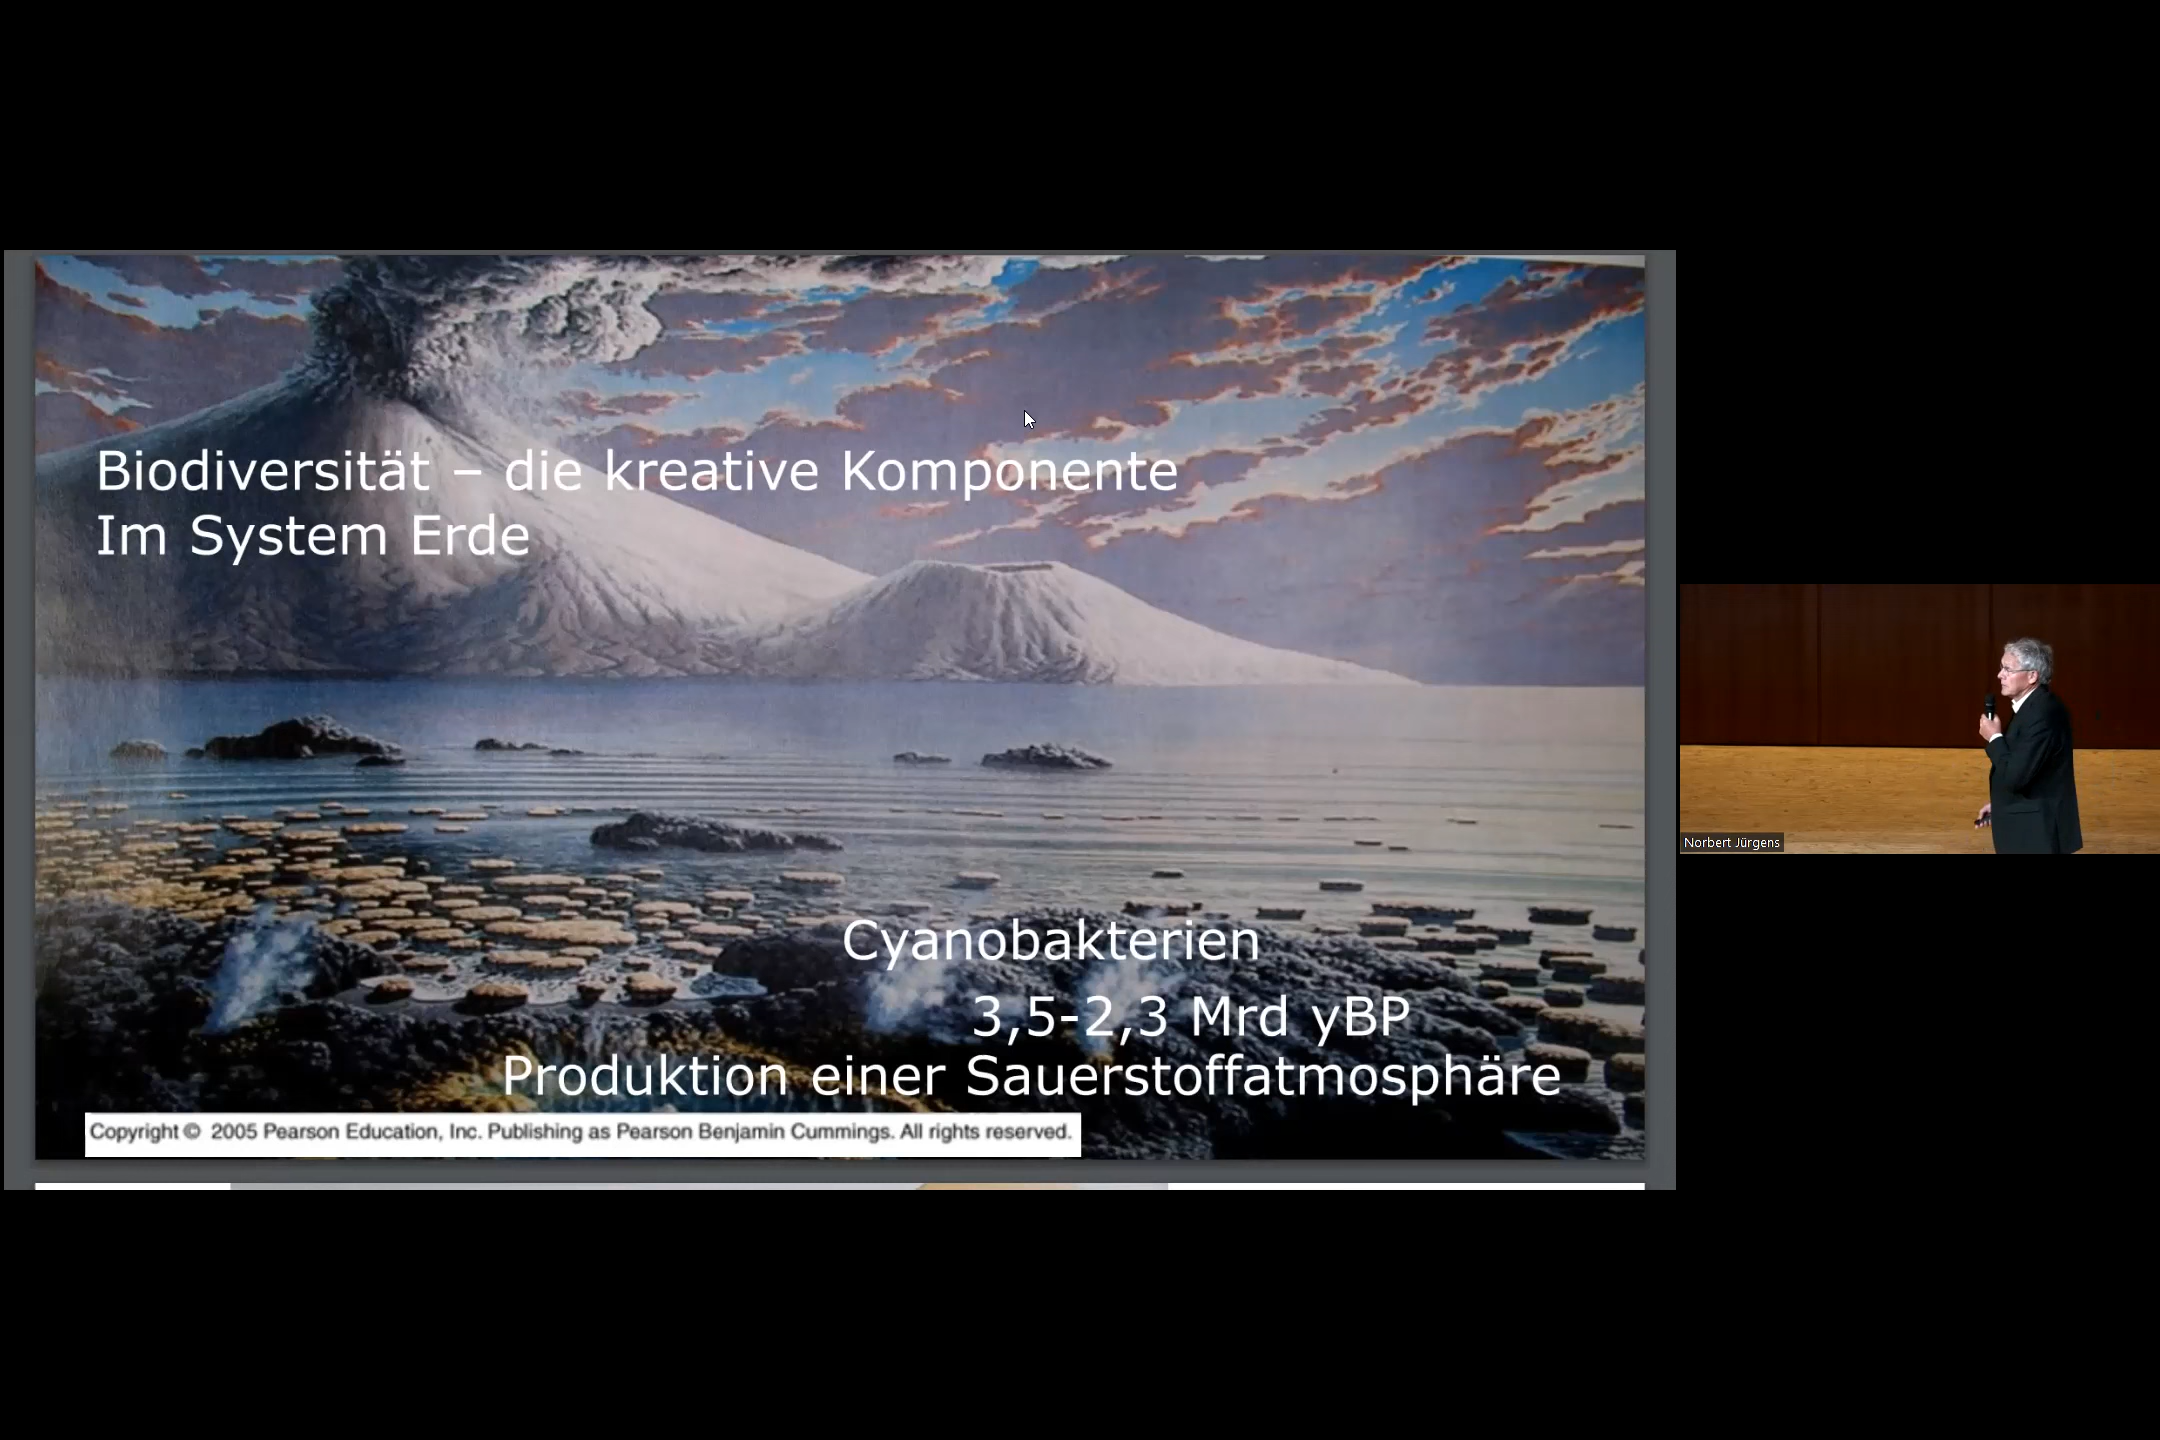 Biodiversität – die kreative Komponente
Im System Erde
Cyanobakterien
3,5-2,3 Mrd yBP
Produktion einer Sauerstoffatmosphäre
Copyright © 2005 Pearson Education, Inc. Publishing as Pearson Benjamin Cummings. All rights reserved.
Norbert Jürgens